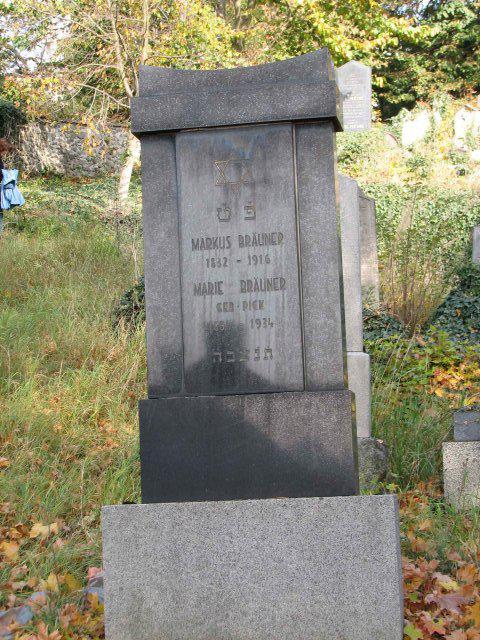 פ נ
MARKUS BRÄUNER
1832 - 1916
MARIE BRÄUNER
GEB PICK
1934
תנצבה